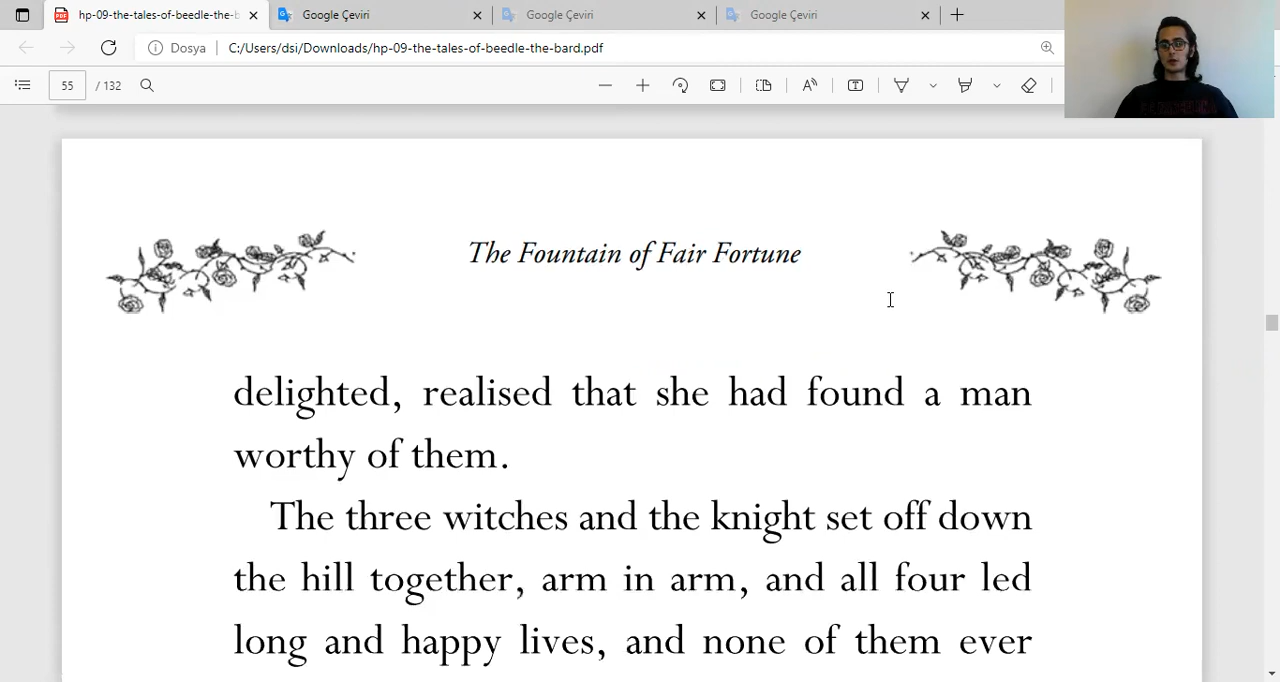 hp-09-the-tales-of-beedle-the-b
Google Çeviri
Google Çeviri
Google Çeviri
Dosya
C:/Users/dsi/Downloads/hp-09-the-tales-of-beedle-the-bard.pdf
55 / 132
The Fountain of Fair Fortune
delighted, realised that she had found a man
worthy of them.
The three witches and the knight set off down
the hill together, arm in arm, and all four led
long and happy lives, and none of them ever